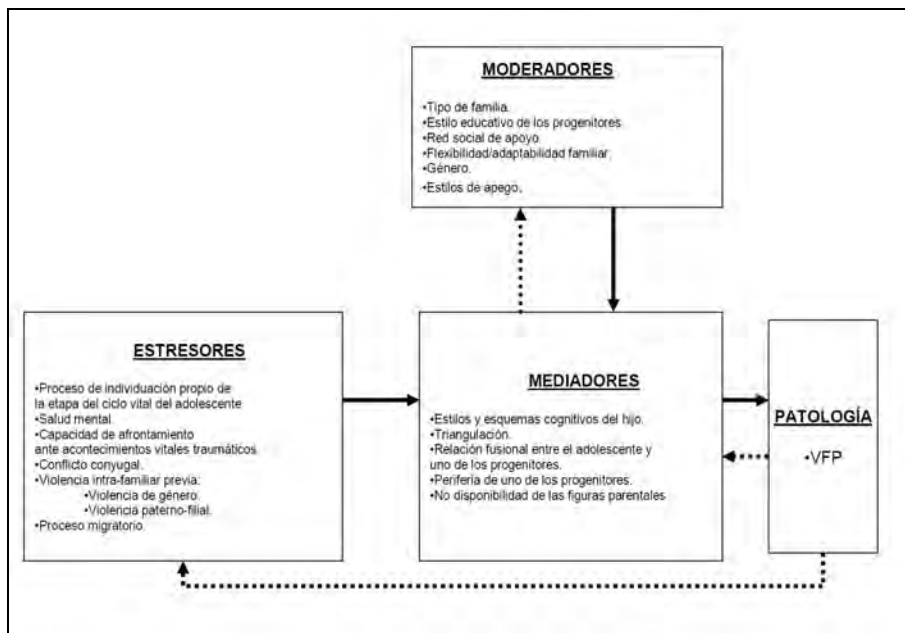 MODERADORES
•Tipo de familia.
•Estilo educativo de los progenitores
•Red social de apoyo.
•Flexibilidad/adaptabilidad familiar
•Género.
•Estilos de apego.
ESTRESORES
•Proceso de individuación propio de
la etapa del ciclo vital del adolescente
•Salud mental.
•Capacidad de afrontamiento
ante acontecimientos vitales traumáticos.
•Conflicto conyugal.
•Violencia intra-familiar previa:
•Violencia de género.
•Violencia paterno-filial.
•Proceso migratorio.
MEDIADORES
•Estilos y esquemas cognitivos del hijo.
•Triangulación.
•Relación fusional entre el adolescente y
uno de los progenitores.
•Periferia de uno de los progenitores.
•No disponibilidad de las figuras parentales
PATOLOGÍA
•VFP